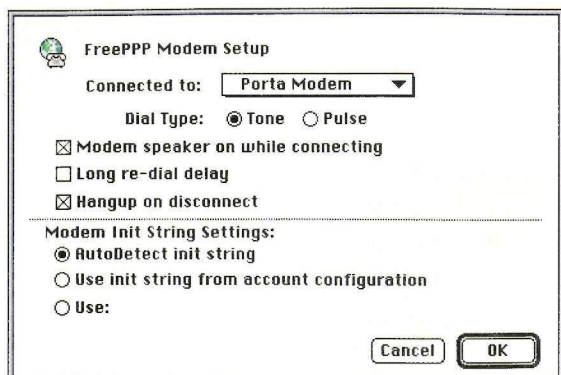 FreePPP Modem Setup
Connected to: Porta Modem
Dial Type: Tone Pulse
Modem speaker on while connecting
Long re-dial delay
Hangup on disconnect
Modem Init String Settings:
AutoDetect init string
Use init string from account configuration
Use:
Cancel OK